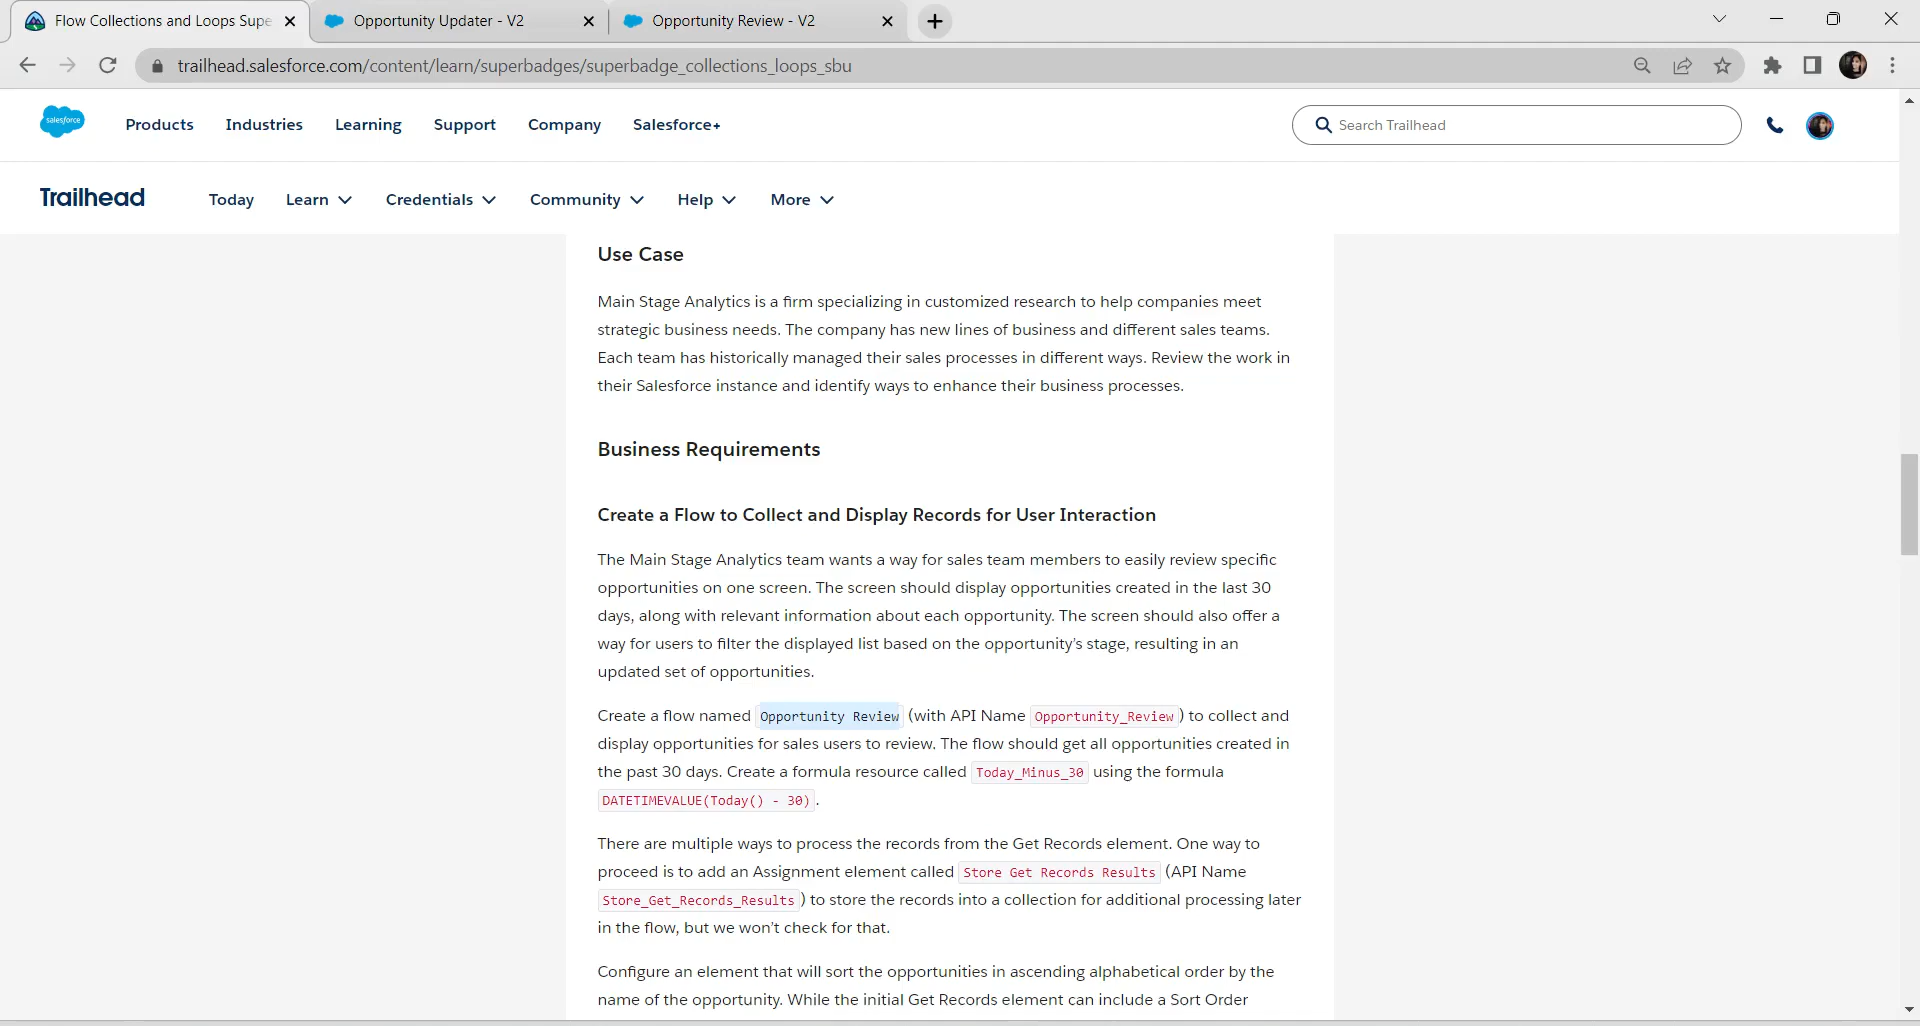 Flow Collections and Loops Supe
Opportunity Updater - V2
Opportunity Review - V2
trailhead.salesforce.com/content/learn/superbadges/superbadge_collections_loops_sbu
salesforce
Products
Industries
Learning
Support
Company
Salesforce+
Search Trailhead
Trailhead
Today
Learn
Credentials
Community
Help
More
Use Case
Main Stage Analytics is a firm specializing in customized research to help companies meet
strategic business needs. The company has new lines of business and different sales teams.
Each team has historically managed their sales processes in different ways. Review the work in
their Salesforce instance and identify ways to enhance their business processes.
Business Requirements
Create a Flow to Collect and Display Records for User Interaction
The Main Stage Analytics team wants a way for sales team members to easily review specific
opportunities on one screen. The screen should display opportunities created in the last 30
days, along with relevant information about each opportunity. The screen should also offer a
way for users to filter the displayed list based on the opportunity's stage, resulting in an
updated set of opportunities.
Create a flow named Opportunity Review (with API Name Opportunity_Review) to collect and
display opportunities for sales users to review. The flow should get all opportunities created in
the past 30 days. Create a formula resource called Today_Minus_30 using the formula
DATETIMEVALUE(Today() - 30).
There are multiple ways to process the records from the Get Records element. One way to
proceed is to add an Assignment element called Store Get Records Results (API Name
Store_Get_Records_Results) to store the records into a collection for additional processing later
in the flow, but we won't check for that.
Configure an element that will sort the opportunities in ascending alphabetical order by the
name of the opportunity. While the initial Get Records element can include a Sort Order